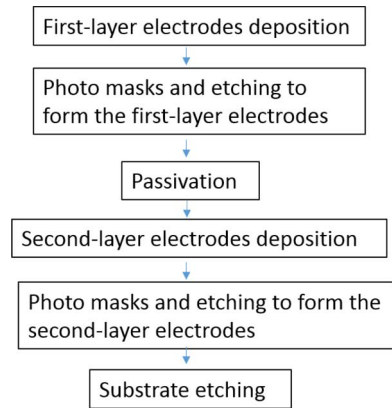 First-layer electrodes deposition
Photo masks and etching to
form the first-layer electrodes
Passivation
Second-layer electrodes deposition
Photo masks and etching to form the
second-layer electrodes
Substrate etching